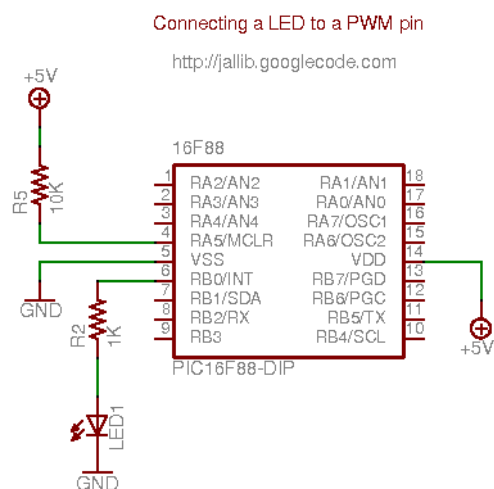 Connecting a LED to a PWM pin
http://jallib.googlecode.com
+5V
16F88
R5
10K
1 RA2/AN2 RA1/AN1 18
2 RA3/AN3 RA0/AN0 17
3 RA4/AN4 RA7/OSC1 16
4 RA5/MCLR RA6/OSC2 15
5 VSS VDD 14
6 RB0/INT RB7/PGD 13
7 RB1/SDA RB6/PGC 12
8 RB2/RX RB5/TX 11
9 RB3 RB4/SCL 10
GND
R2
1K
+5V
PIC16F88-DIP
LED1
GND